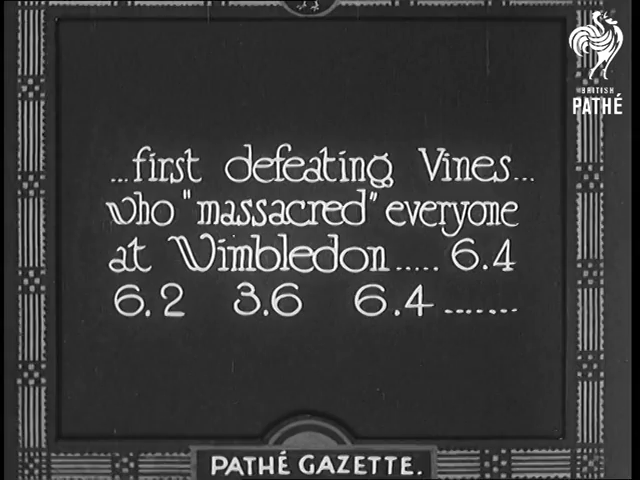 BRITISH
PATHÉ
...first defeating Vines...
who "massacred" everyone
at Wimbledon..... 6.4
6.2 3.6 6.4 .......
PATHÉ GAZETTE.